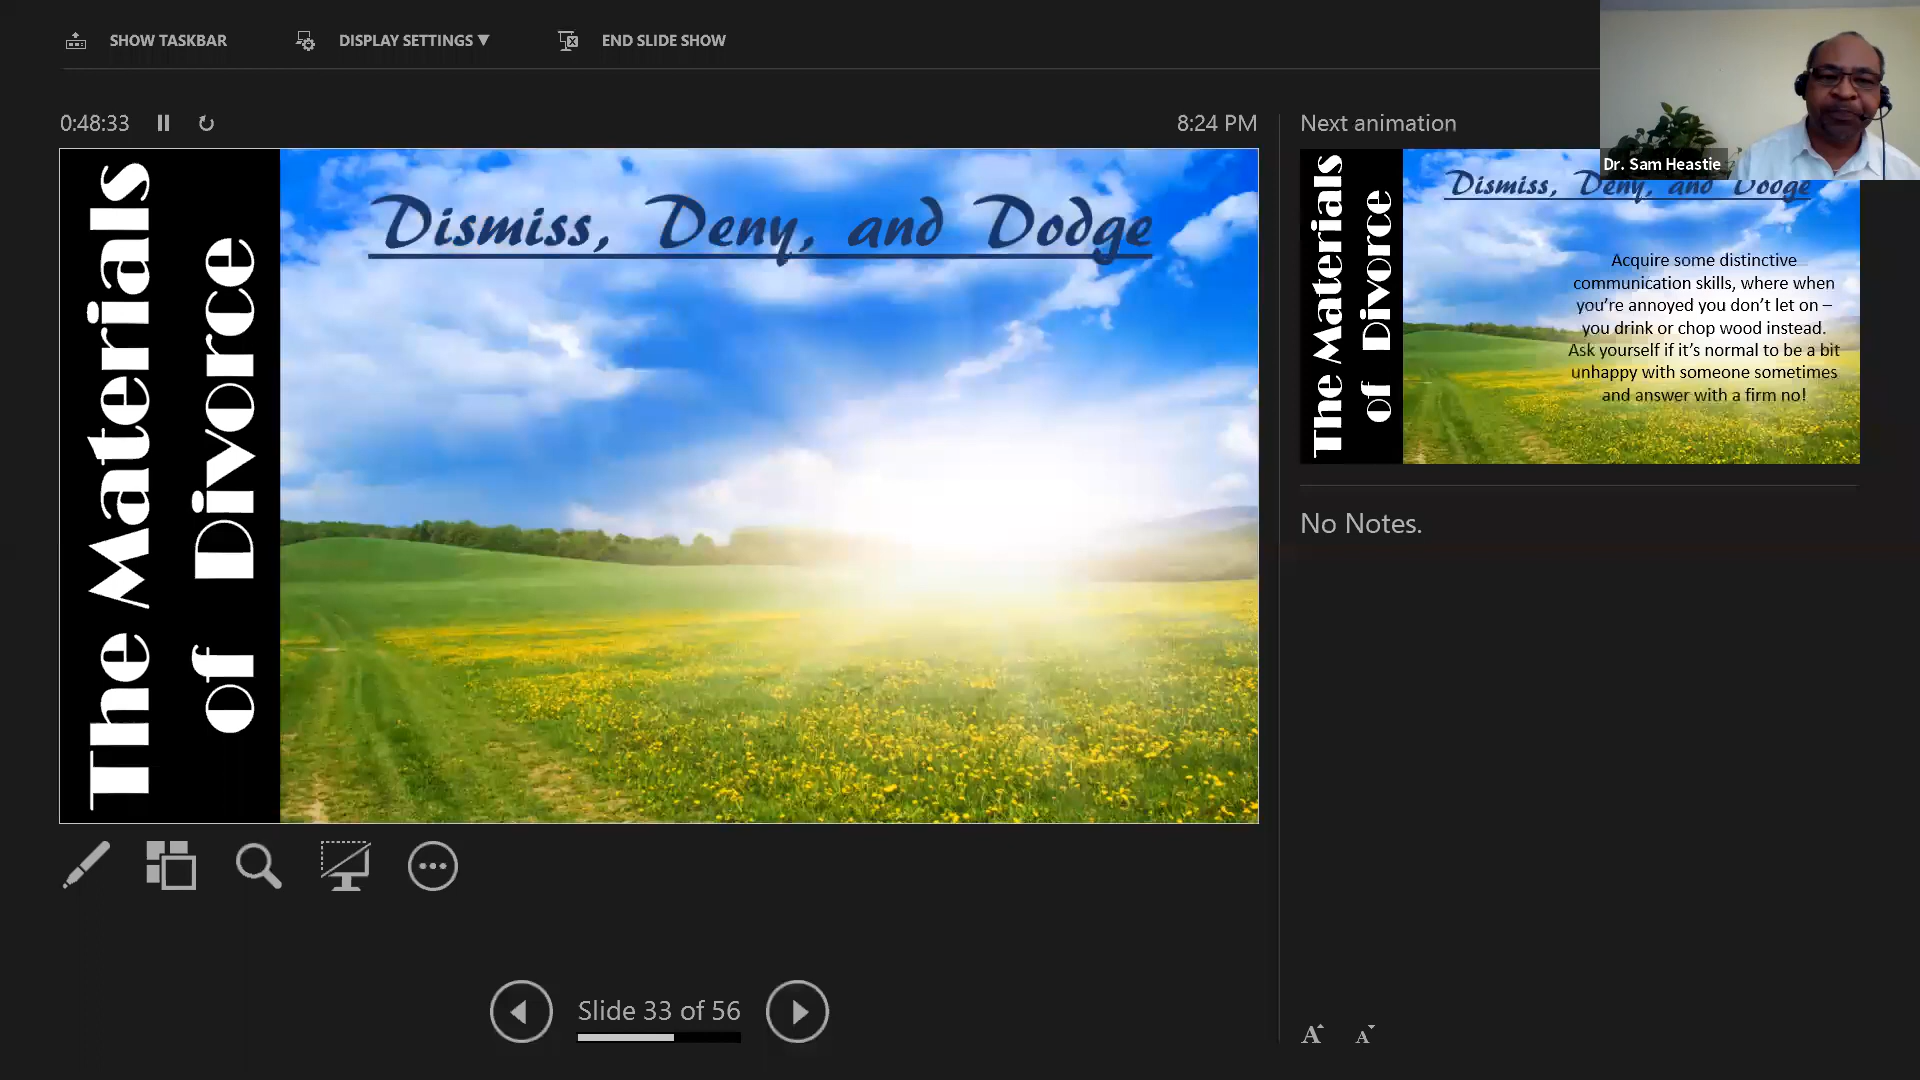 SHOW TASKBAR
DISPLAY SETTINGS ▼
END SLIDE SHOW
0:48:33
8:24 PM
Next animation
Dr. Sam Heastie
The Materials
of Divorce
Dismiss, Deny, and Dodge
The Materials
of Divorce
Dismiss, Deny, and Dodge
Acquire some distinctive
communication skills, where when
you're annoyed you don't let on –
you drink or chop wood instead.
Ask yourself if it's normal to be a bit
unhappy with someone sometimes
and answer with a firm no!
No Notes.
Slide 33 of 56
A A